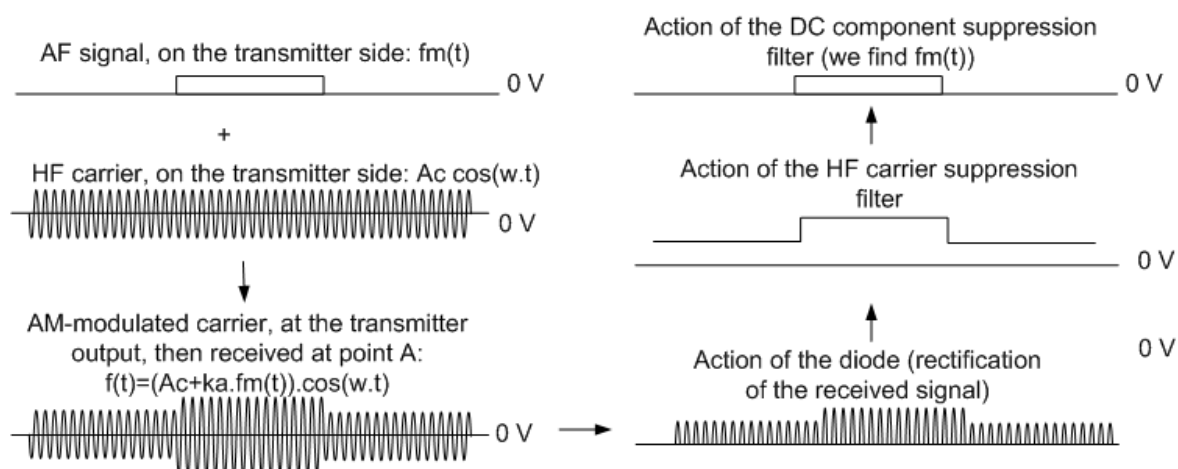 AF signal, on the transmitter side: fm(t)
0 V
+
HF carrier, on the transmitter side: Ac cos(w.t)
0 V
AM-modulated carrier, at the transmitter
output, then received at point A:
f(t)=(Ac+ka.fm(t)).cos(w.t)
0 V
Action of the DC component suppression
filter (we find fm(t))
0 V
Action of the HF carrier suppression
filter
0 V
0 V
Action of the diode (rectification
of the received signal)